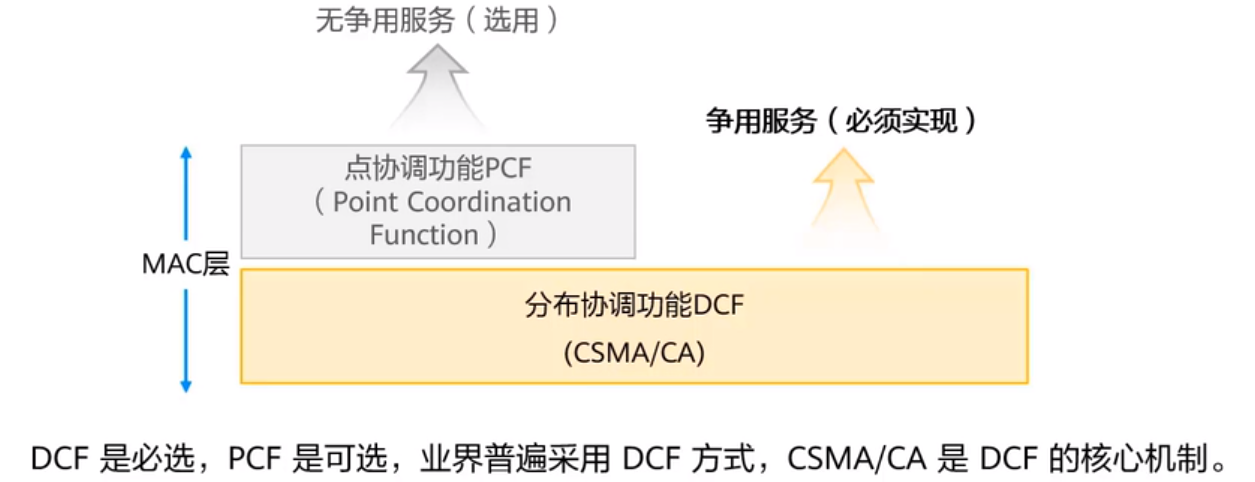 无争用服务（选用）
争用服务（必须实现）
点协调功能PCF
（Point Coordination
Function）
MAC层
分布协调功能DCF
(CSMA/CA)
DCF 是必选，PCF 是可选，业界普遍采用 DCF 方式，CSMA/CA 是 DCF 的核心机制。